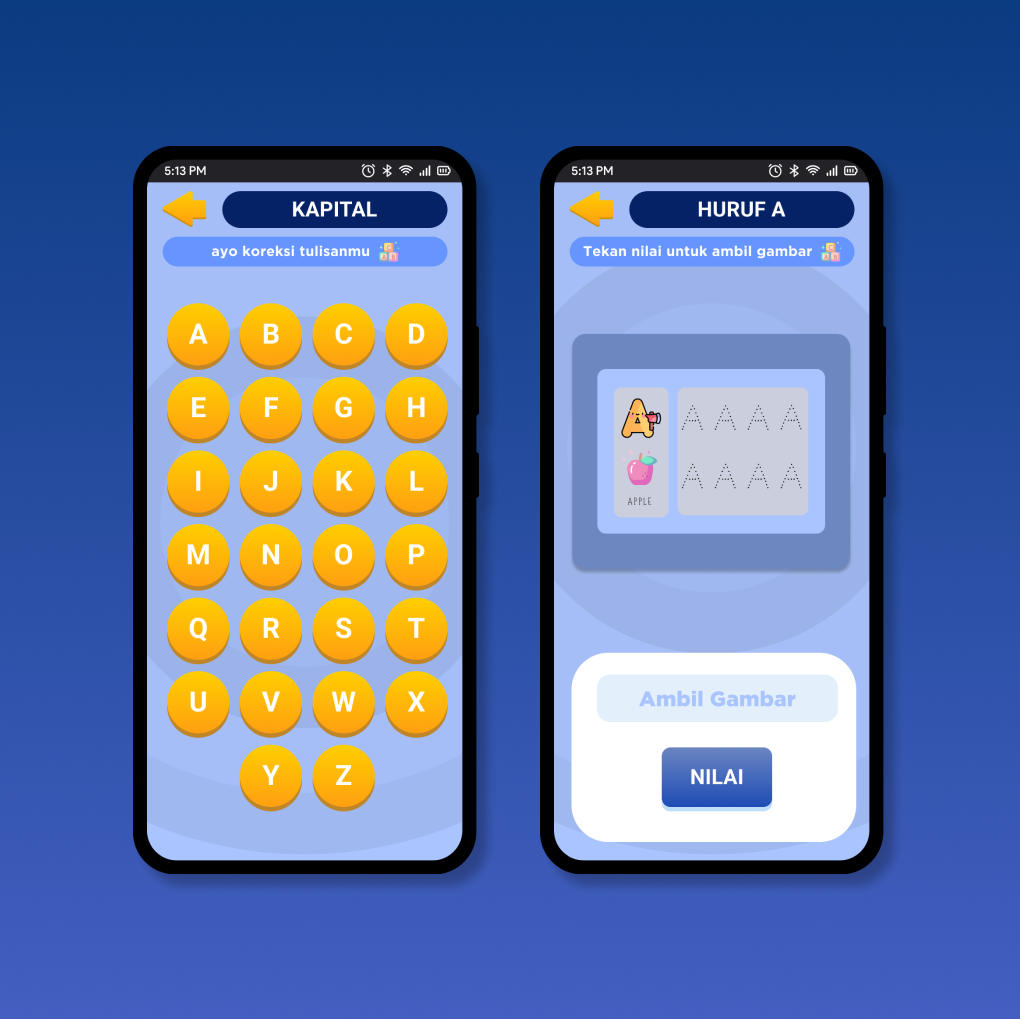 5:13 PM
KAPITAL
ayo koreksi tulisanmu
A B C D
E F G H
I J K L
M N O P
Q R S T
U V W X
Y Z
5:13 PM
HURUF A
Tekan nilai untuk ambil gambar
A
A A A A
A A A A
APPLE
Ambil Gambar
NILAI